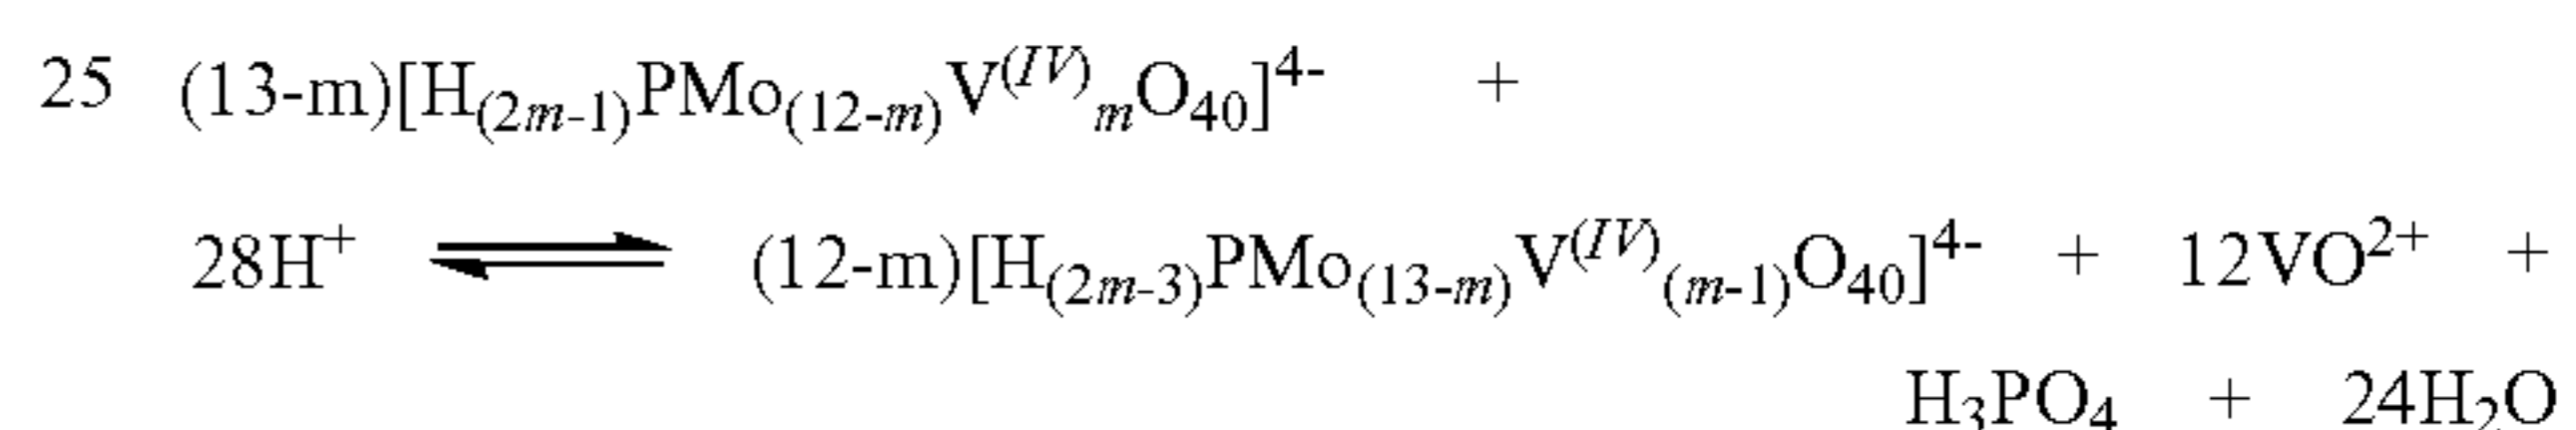 25 (13-m)[H₍₂ₘ₋₁₎PMo₍₁₂₋ₘ₎V⁽ᴵⱽ⁾ₘO₄₀]⁴⁻ +
28H⁺ ⇌ (12-m)[H₍₂ₘ₋₃₎PMo₍₁₃₋ₘ₎V⁽ᴵⱽ⁾₍ₘ₋₁₎O₄₀]⁴⁻ + 12VO²⁺ +
H₃PO₄ + 24H₂O